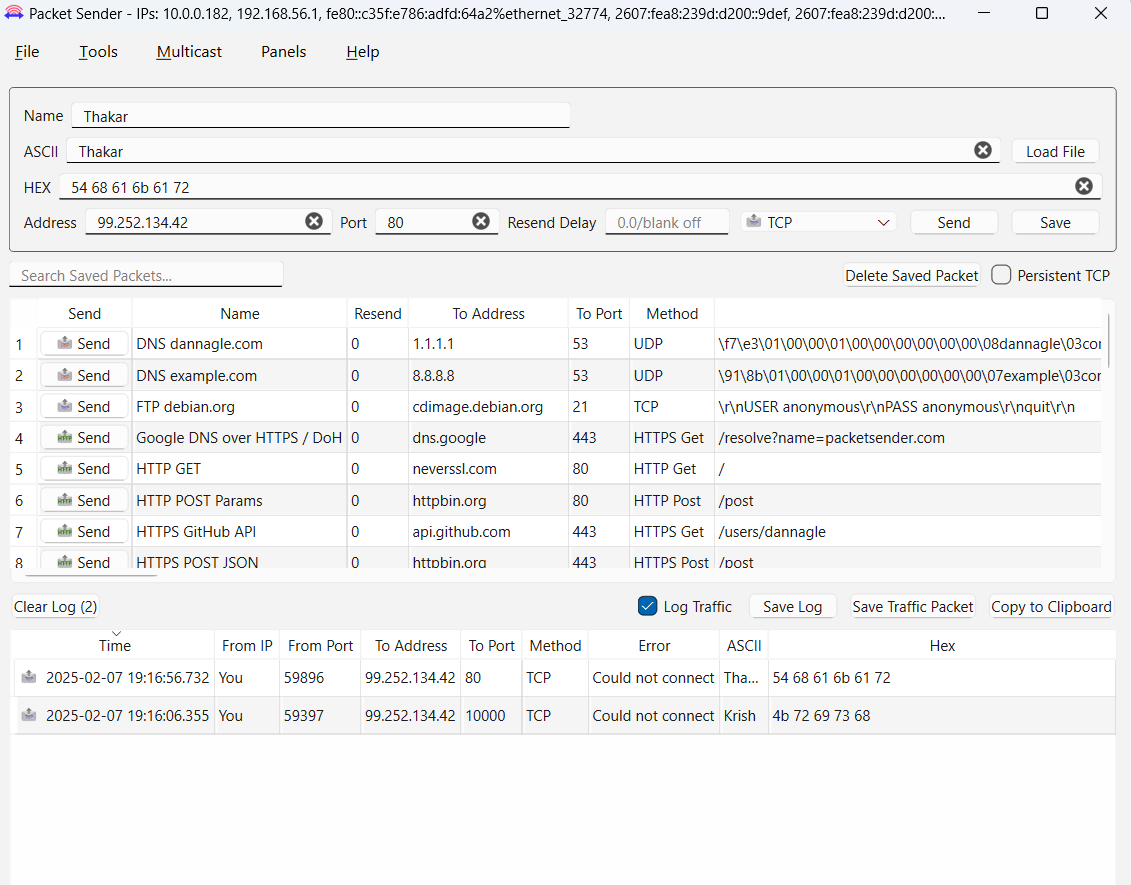 Packet Sender - IPs: 10.0.0.182, 192.168.56.1, fe80::c35f:e786:adfd:64a2%ethernet_32774, 2607:fea8:239d:d200::9def, 2607:fea8:239d:d200:...
File Tools Multicast Panels Help
Name Thakar
ASCII Thakar Load File
HEX 54 68 61 6b 61 72
Address 99.252.134.42 Port 80 Resend Delay 0.0/blank off TCP Send Save
Search Saved Packets... Delete Saved Packet Persistent TCP
Send Name Resend To Address To Port Method
1 Send DNS dannagle.com 0 1.1.1.1 53 UDP \f7\e3\01\00\00\01\00\00\00\00\00\00\08dannagle\03cor
2 Send DNS example.com 0 8.8.8.8 53 UDP \91\8b\01\00\00\01\00\00\00\00\00\00\07example\03cor
3 Send FTP debian.org 0 cdimage.debian.org 21 TCP \r\nUSER anonymous\r\nPASS anonymous\r\nquit\r\n
4 Send Google DNS over HTTPS / DoH 0 dns.google 443 HTTPS Get /resolve?name=packetsender.com
5 Send HTTP GET 0 neverssl.com 80 HTTP Get /
6 Send HTTP POST Params 0 httpbin.org 80 HTTP Post /post
7 Send HTTPS GitHub API 0 api.github.com 443 HTTPS Get /users/dannagle
8 Send HTTPS POST JSON 0 httpbin.org 443 HTTPS Post /post
Clear Log (2) Log Traffic Save Log Save Traffic Packet Copy to Clipboard
Time From IP From Port To Address To Port Method Error ASCII Hex
2025-02-07 19:16:56.732 You 59896 99.252.134.42 80 TCP Could not connect Tha... 54 68 61 6b 61 72
2025-02-07 19:16:06.355 You 59397 99.252.134.42 10000 TCP Could not connect Krish 4b 72 69 73 68